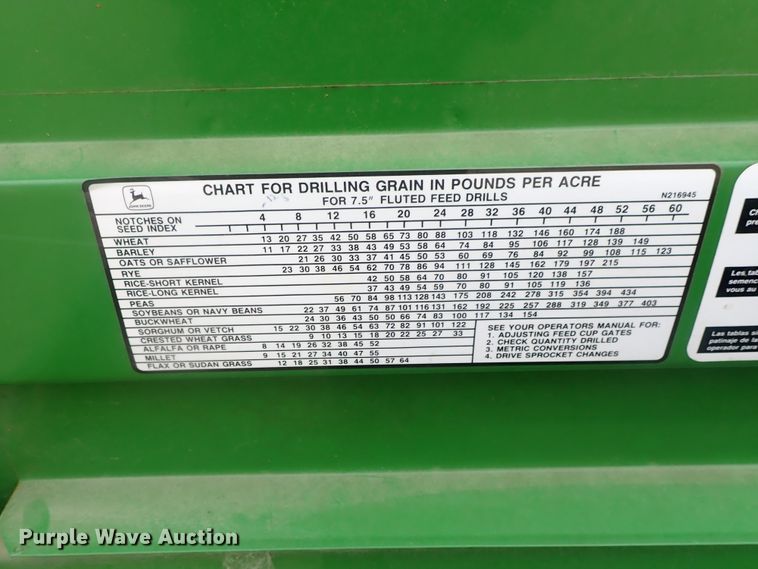 JOHN DEERE
CHART FOR DRILLING GRAIN IN POUNDS PER ACRE
FOR 7.5" FLUTED FEED DRILLS
N216945
NOTCHES ON SEED INDEX 4 8 12 16 20 24 28 32 36 40 44 48 52 56 60
WHEAT 13 20 27 35 42 50 58 65 73 80 88 103 118 132 146 160 174 188
BARLEY 11 17 22 27 33 38 43 49 53 58 64 74 84 95 106 117 128 139 149
OATS OR SAFFLOWER 21 26 30 33 37 41 45 50 53 60 69 76 84 92 99 108 115 123
RYE 23 30 38 46 54 62 70 78 86 94 111 128 145 162 179 197 215
RICE-SHORT KERNEL 42 50 58 64 70 80 91 105 120 138 157
RICE-LONG KERNEL 37 43 49 54 59 70 80 91 105 119 136
PEAS 56 70 84 98 113 128 143 175 208 242 278 315 354 394 434
SOYBEANS OR NAVY BEANS 22 37 49 61 74 87 101 116 131 162 192 225 257 288 319 349 377 403
BUCKWHEAT 24 30 36 43 50 50 66 74 83 100 117 134 154
SORGHUM OR VETCH 15 22 30 38 46 54 63 72 82 91 101 122
CRESTED WHEAT GRASS 9 10 13 15 18 20 22 25 27 33
ALFALFA OR RAPE 8 14 19 26 32 38 45 52
MILLET 9 15 21 27 34 40 47 55
FLAX OR SUDAN GRASS 12 18 25 31 38 44 50 57 64
SEE YOUR OPERATORS MANUAL FOR:
1. ADJUSTING FEED CUP GATES
2. CHECK QUANTITY DRILLED
3. METRIC CONVERSIONS
4. DRIVE SPROCKET CHANGES
Les tables
vous au
Las tablas
patinaje de la
operador para
Purple Wave Auction